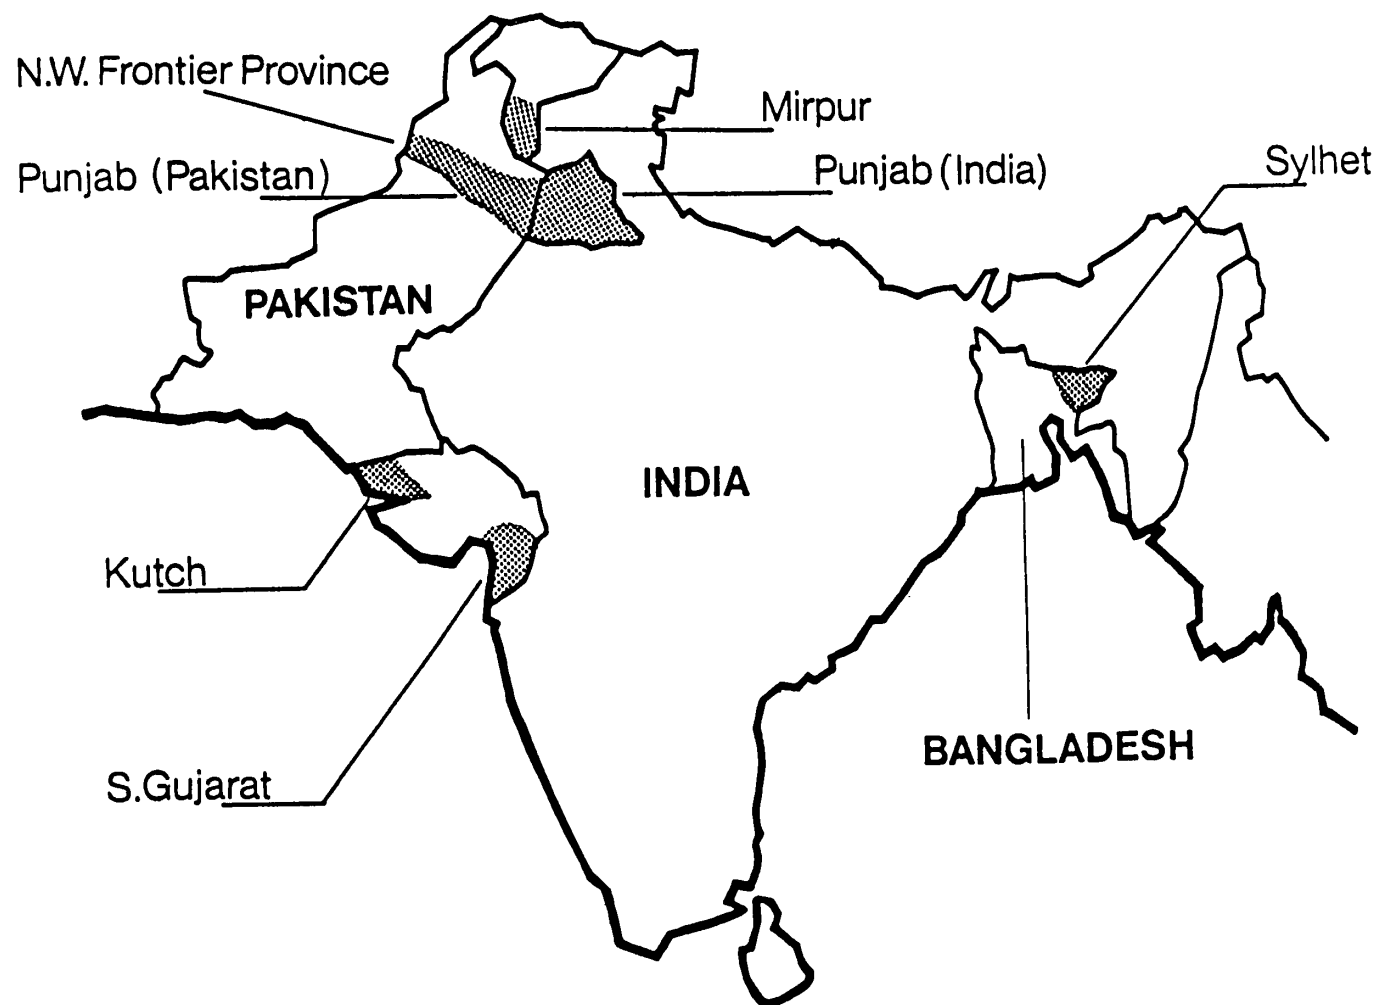 N.W. Frontier Province
Mirpur
Punjab (Pakistan)
Punjab (India)
Sylhet
PAKISTAN
INDIA
Kutch
S.Gujarat
BANGLADESH